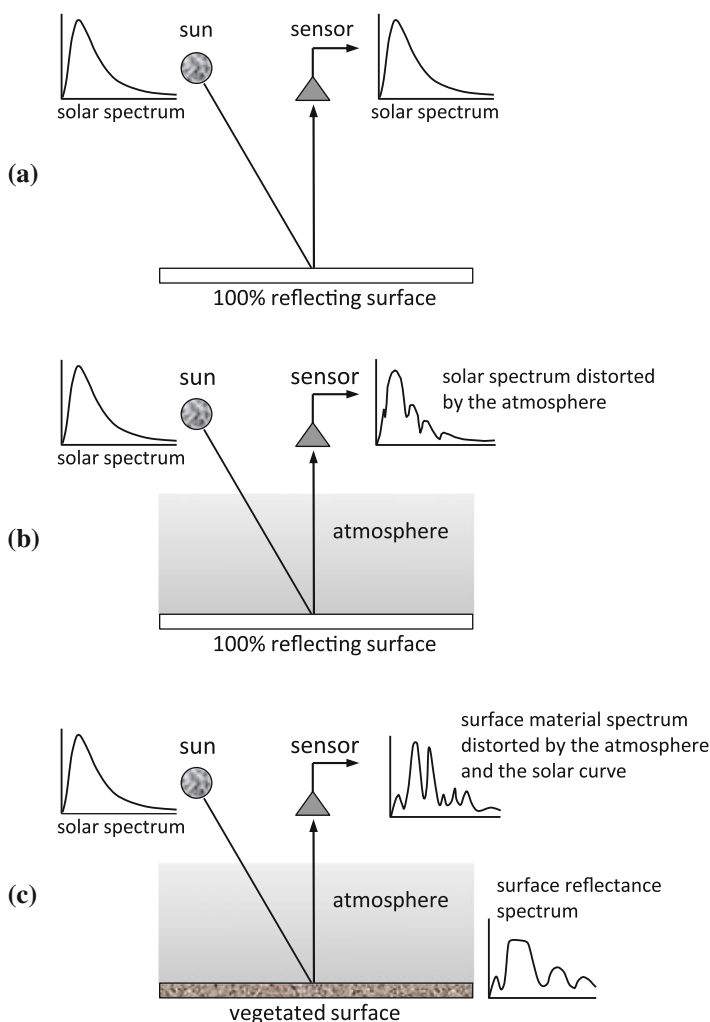 sun
sensor
solar spectrum
solar spectrum
(a)
100% reflecting surface
sun
sensor
solar spectrum distorted
by the atmosphere
solar spectrum
atmosphere
(b)
100% reflecting surface
surface material spectrum
distorted by the atmosphere
and the solar curve
sun
sensor
solar spectrum
surface reflectance
spectrum
atmosphere
(c)
vegetated surface